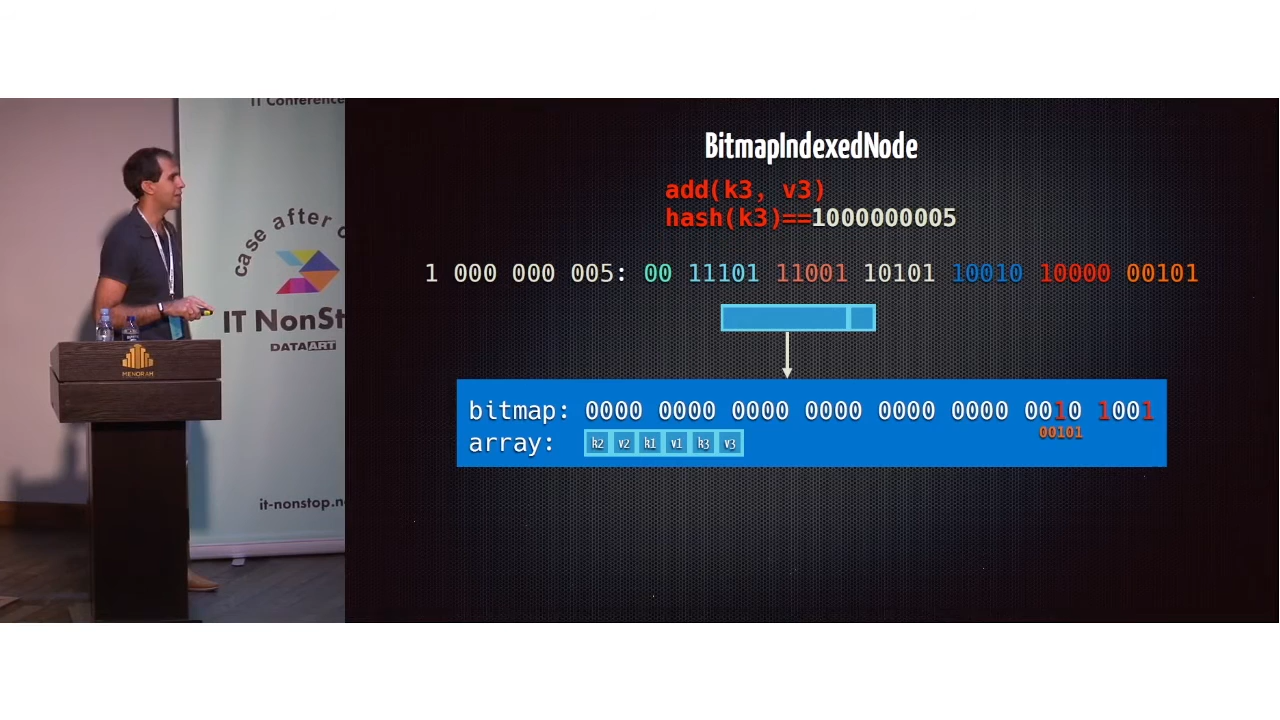 IT Conference
case after c
IT NonSt
DATAART
it-nonstop.ne
MENORAH
BitmapIndexedNode
add(k3, v3)
hash(k3)==1000000005
1 000 000 005: 00 11101 11001 10101 10010 10000 00101
bitmap: 0000 0000 0000 0000 0000 0000 0010 1001
00101
array: k2 v2 k1 v1 k3 v3